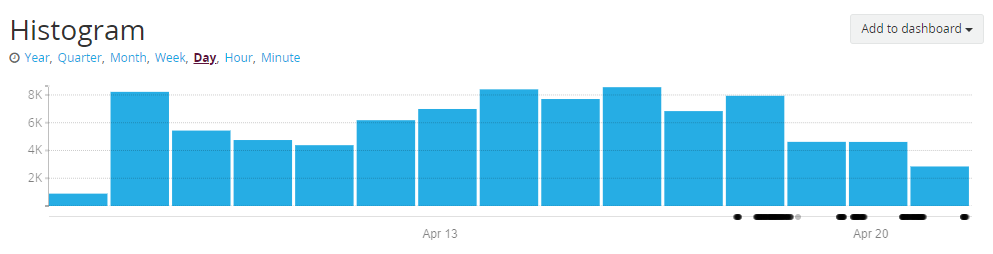 Histogram
Add to dashboard
Year, Quarter, Month, Week, Day, Hour, Minute
8K
6K
4K
2K
Apr 13
Apr 20